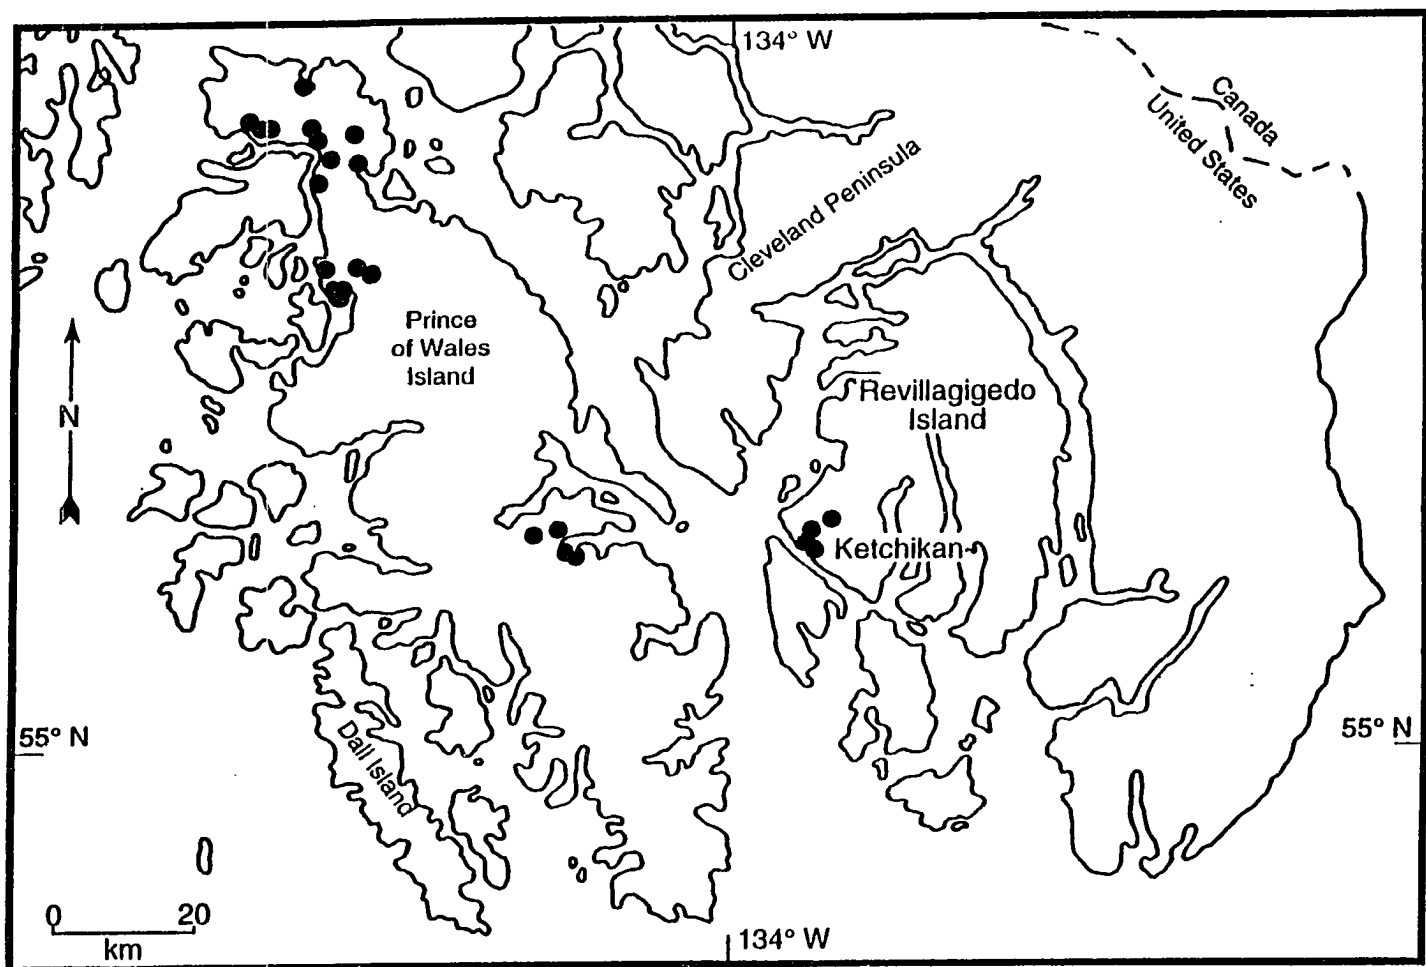 134° W
Canada
United States
Cleveland Peninsula
Prince
of Wales
Island
N
Revillagigedo
Island
Ketchikan
55° N
55° N
Dall Island
0 20
km
134° W